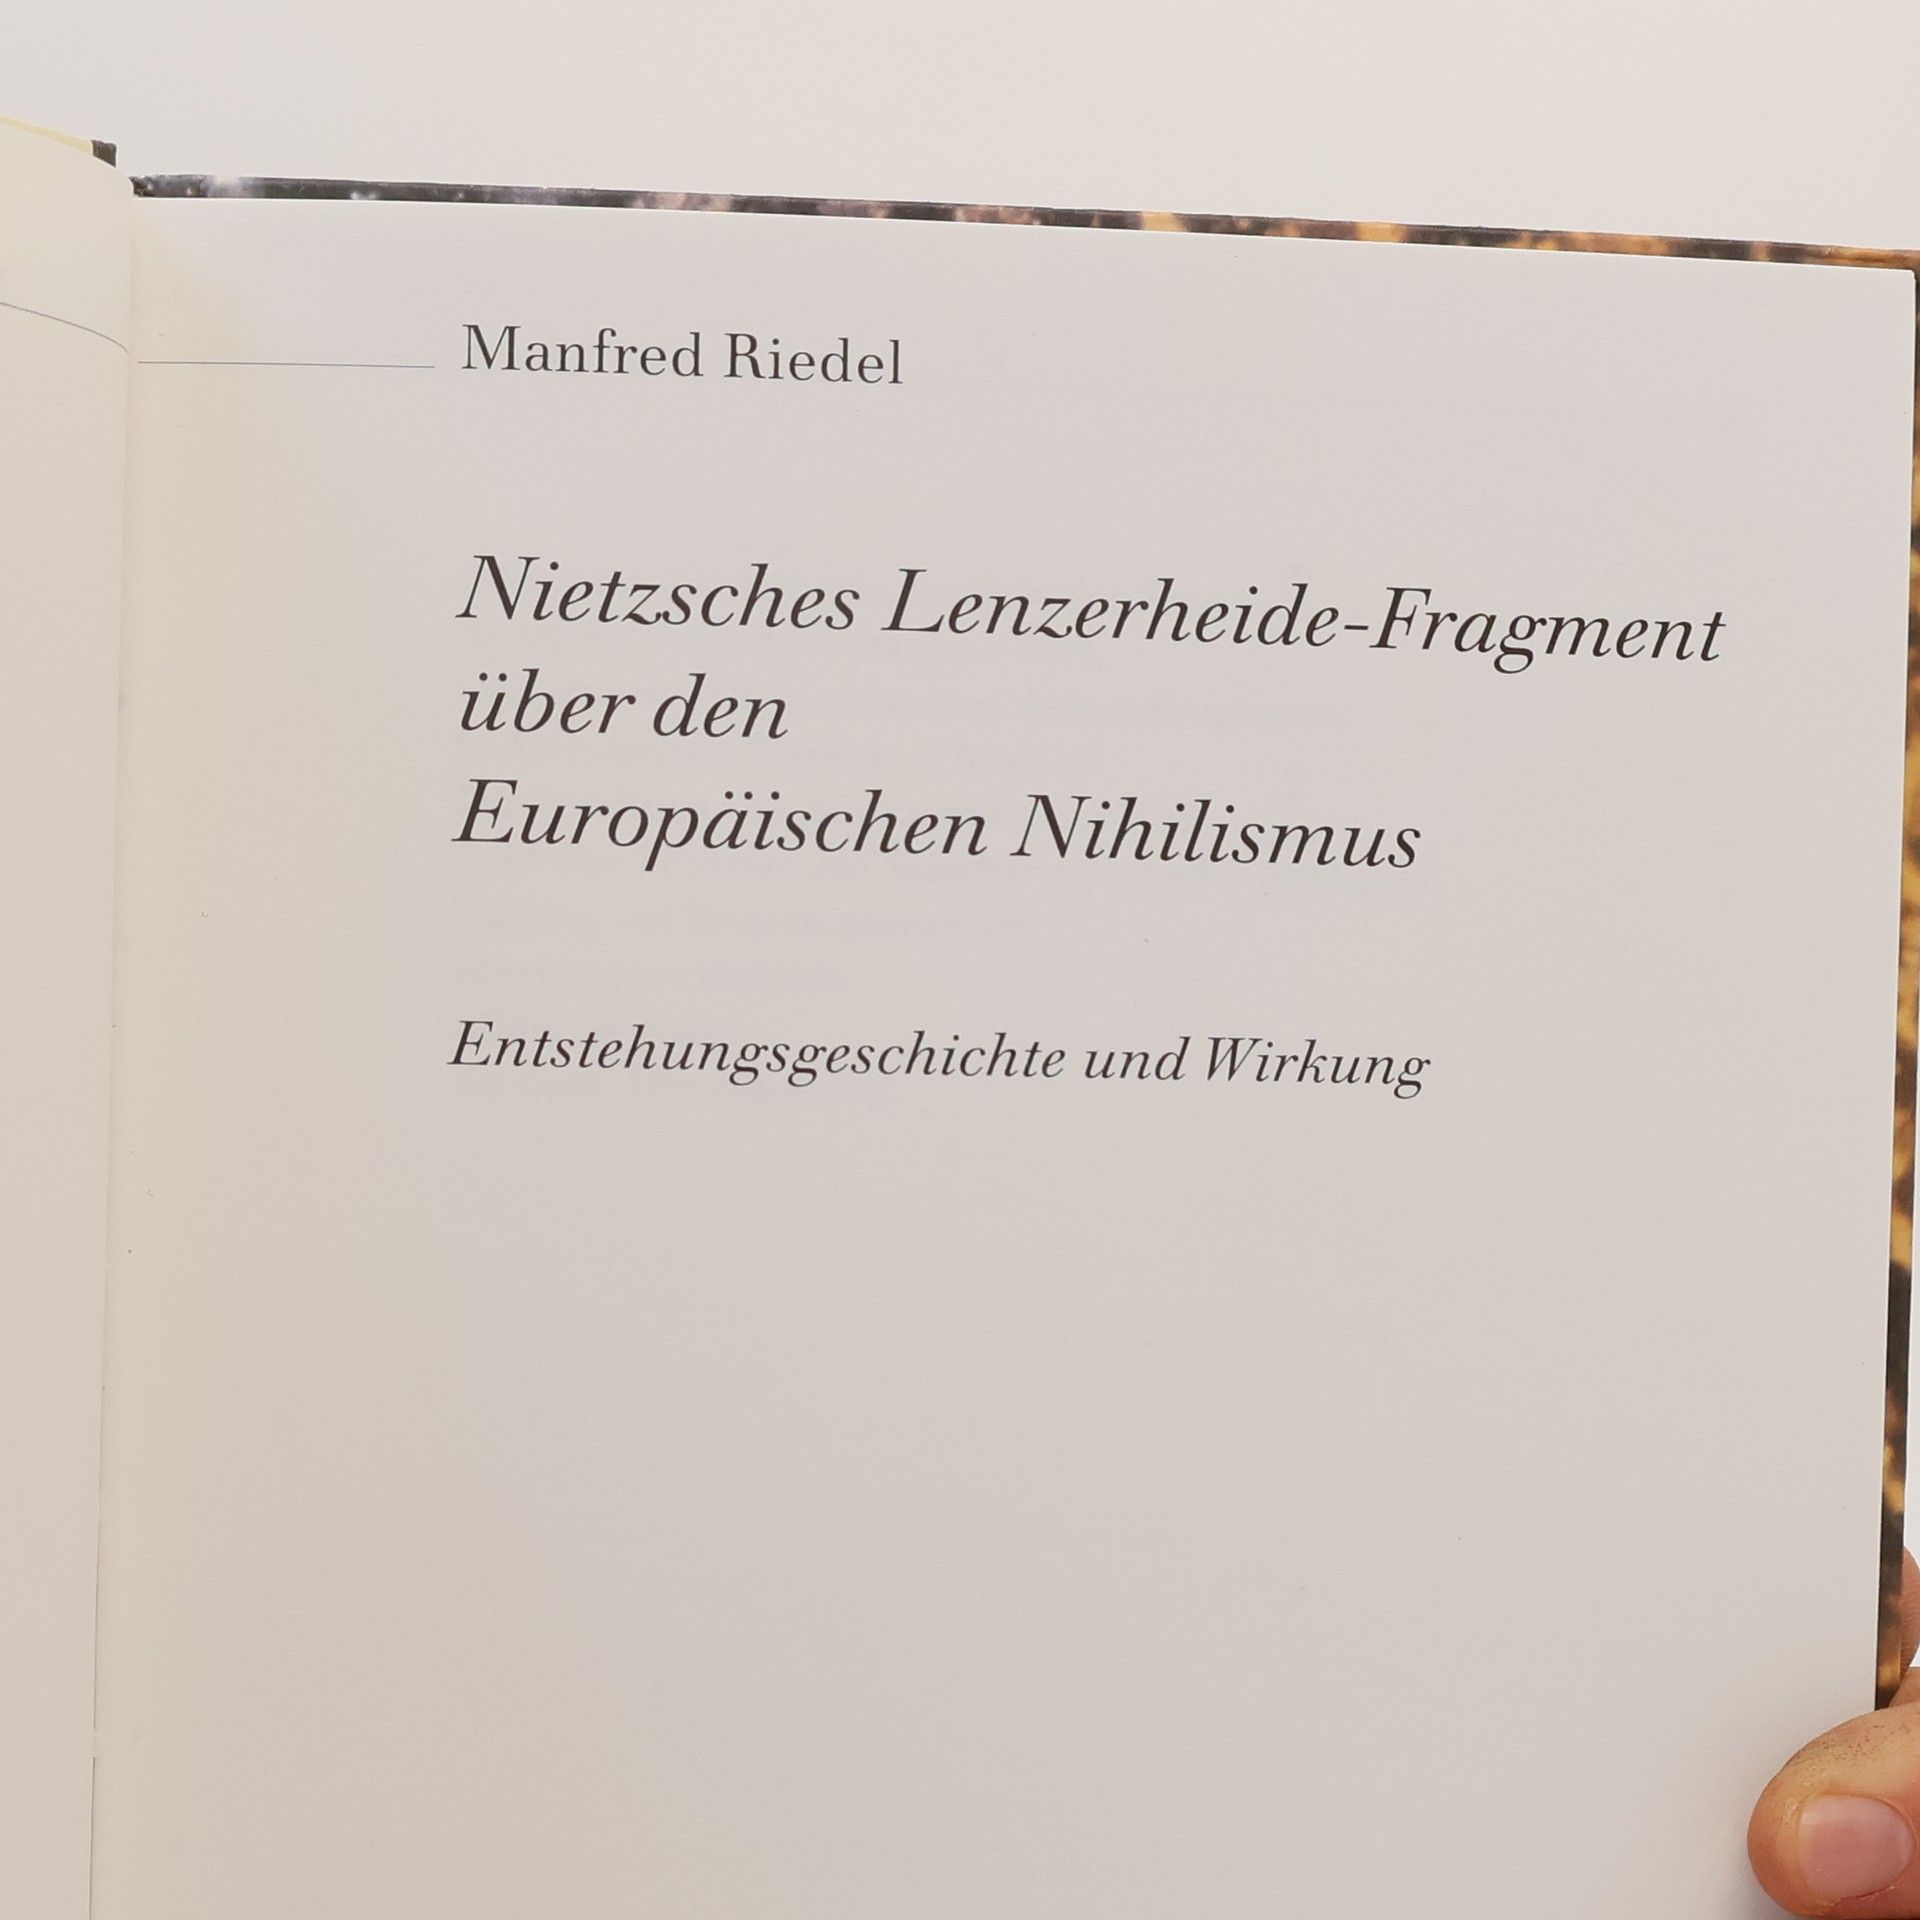 Manfred Riedel
Nietzsches Lenzerheide-Fragment
über den
Europäischen Nihilismus
Entstehungsgeschichte und Wirkung